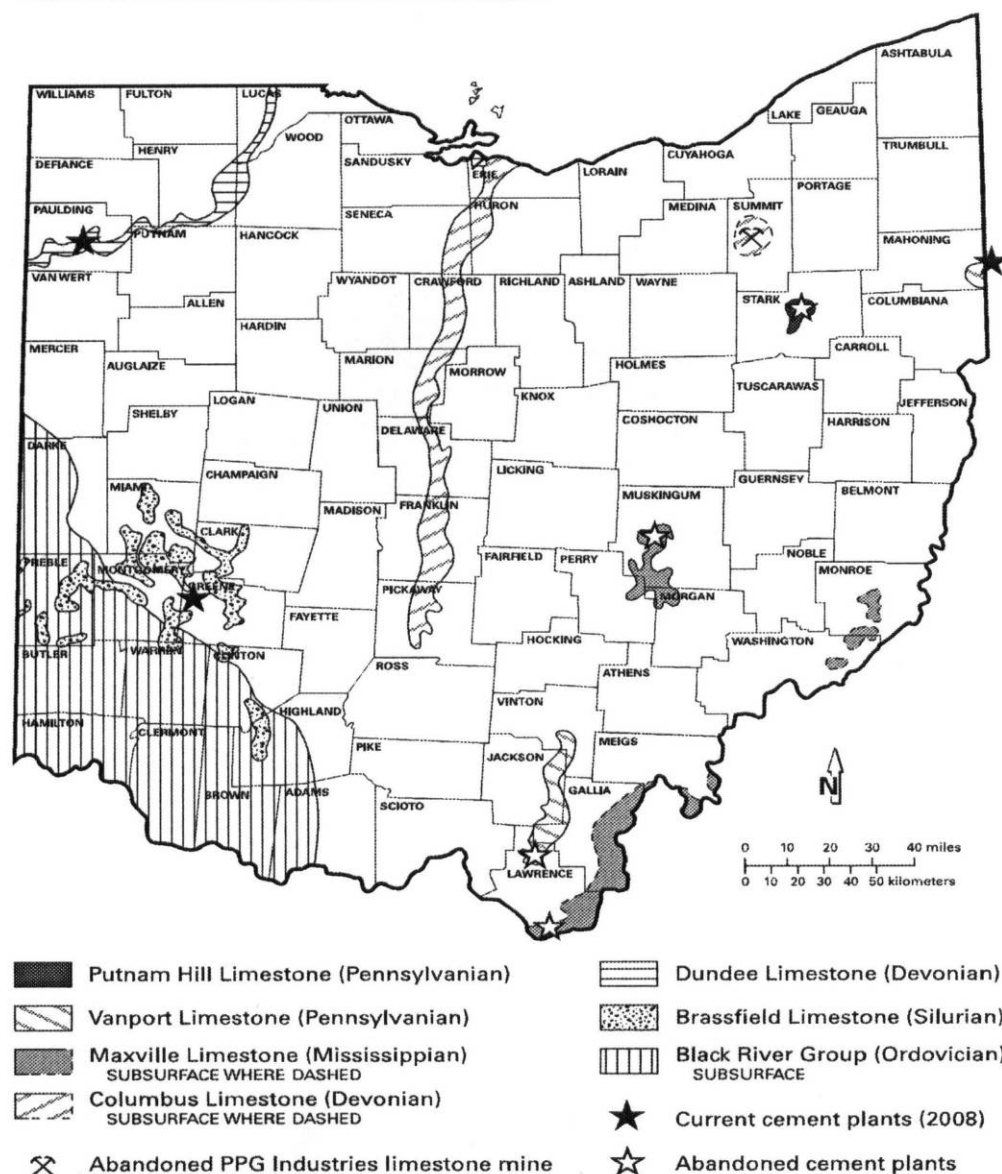 ASHTABULA
WILLIAMS FULTON LUCAS
LAKE GEAUGA
OTTAWA
WOOD
HENRY
DEFIANCE SANDUSKY ERIE LORAIN CUYAHOGA TRUMBULL
PORTAGE
PAULDING SENECA HURON MEDINA SUMMIT
PUTNAM HANCOCK MAHONING
VAN WERT WYANDOT CRAWFORD RICHLAND ASHLAND WAYNE
ALLEN STARK COLUMBIANA
HARDIN
MERCER CARROLL
AUGLAIZE MARION MORROW HOLMES
TUSCARAWAS
LOGAN KNOX JEFFERSON
SHELBY UNION
DELAWARE COSHOCTON HARRISON
DARKE
CHAMPAIGN LICKING
MIAMI GUERNSEY
MUSKINGUM BELMONT
MADISON FRANKLIN
CLARK
PREBLE FAIRFIELD PERRY NOBLE
MONTGOMERY MONROE
GREENE PICKAWAY MORGAN
FAYETTE
HOCKING WASHINGTON
BUTLER WARREN CLINTON
ROSS ATHENS
VINTON
HIGHLAND
HAMILTON CLERMONT MEIGS
PIKE JACKSON
N
BROWN ADAMS GALLIA
SCIOTO
0 10 20 30 40 miles
LAWRENCE
0 10 20 30 40 50 kilometers
Putnam Hill Limestone (Pennsylvanian)
Vanport Limestone (Pennsylvanian)
Maxville Limestone (Mississippian)
SUBSURFACE WHERE DASHED
Columbus Limestone (Devonian)
SUBSURFACE WHERE DASHED
Abandoned PPG Industries limestone mine
Dundee Limestone (Devonian)
Brassfield Limestone (Silurian)
Black River Group (Ordovician)
SUBSURFACE
Current cement plants (2008)
Abandoned cement plants